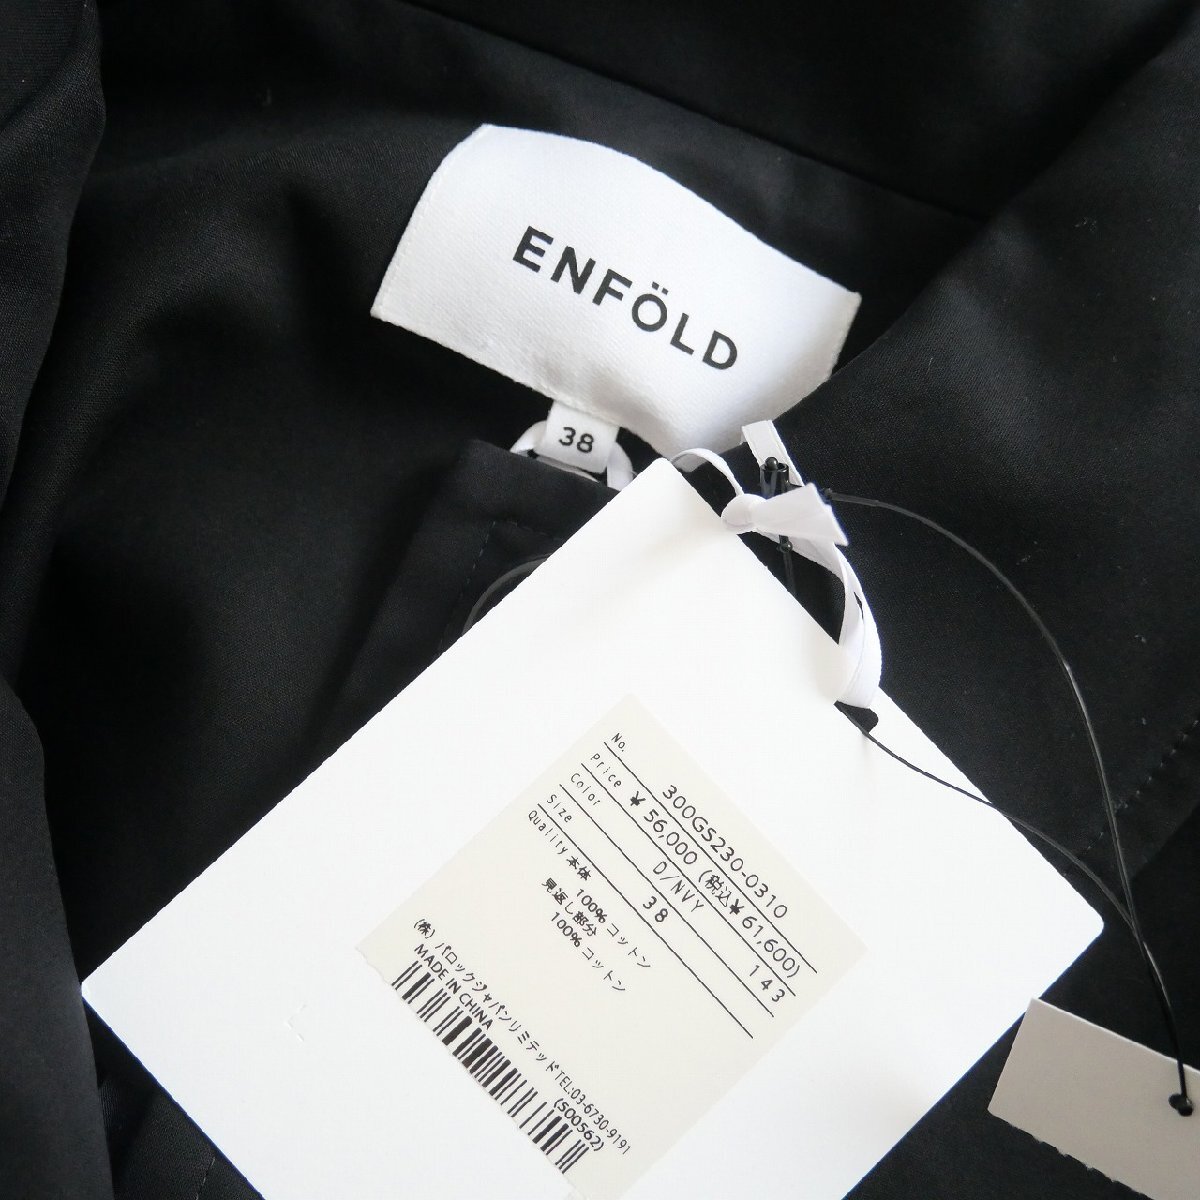 ENFÖLD
38
No. 300GS230-0310
Price ¥ 56,000 (税込¥ 61,600)
Color D/NVY 143
Size 38
Quality 本体 100% コットン
見返し部分
100% コットン
(株) バロックジャパンリミテッド TEL:03-6730-9191
MADE IN CHINA (500562)